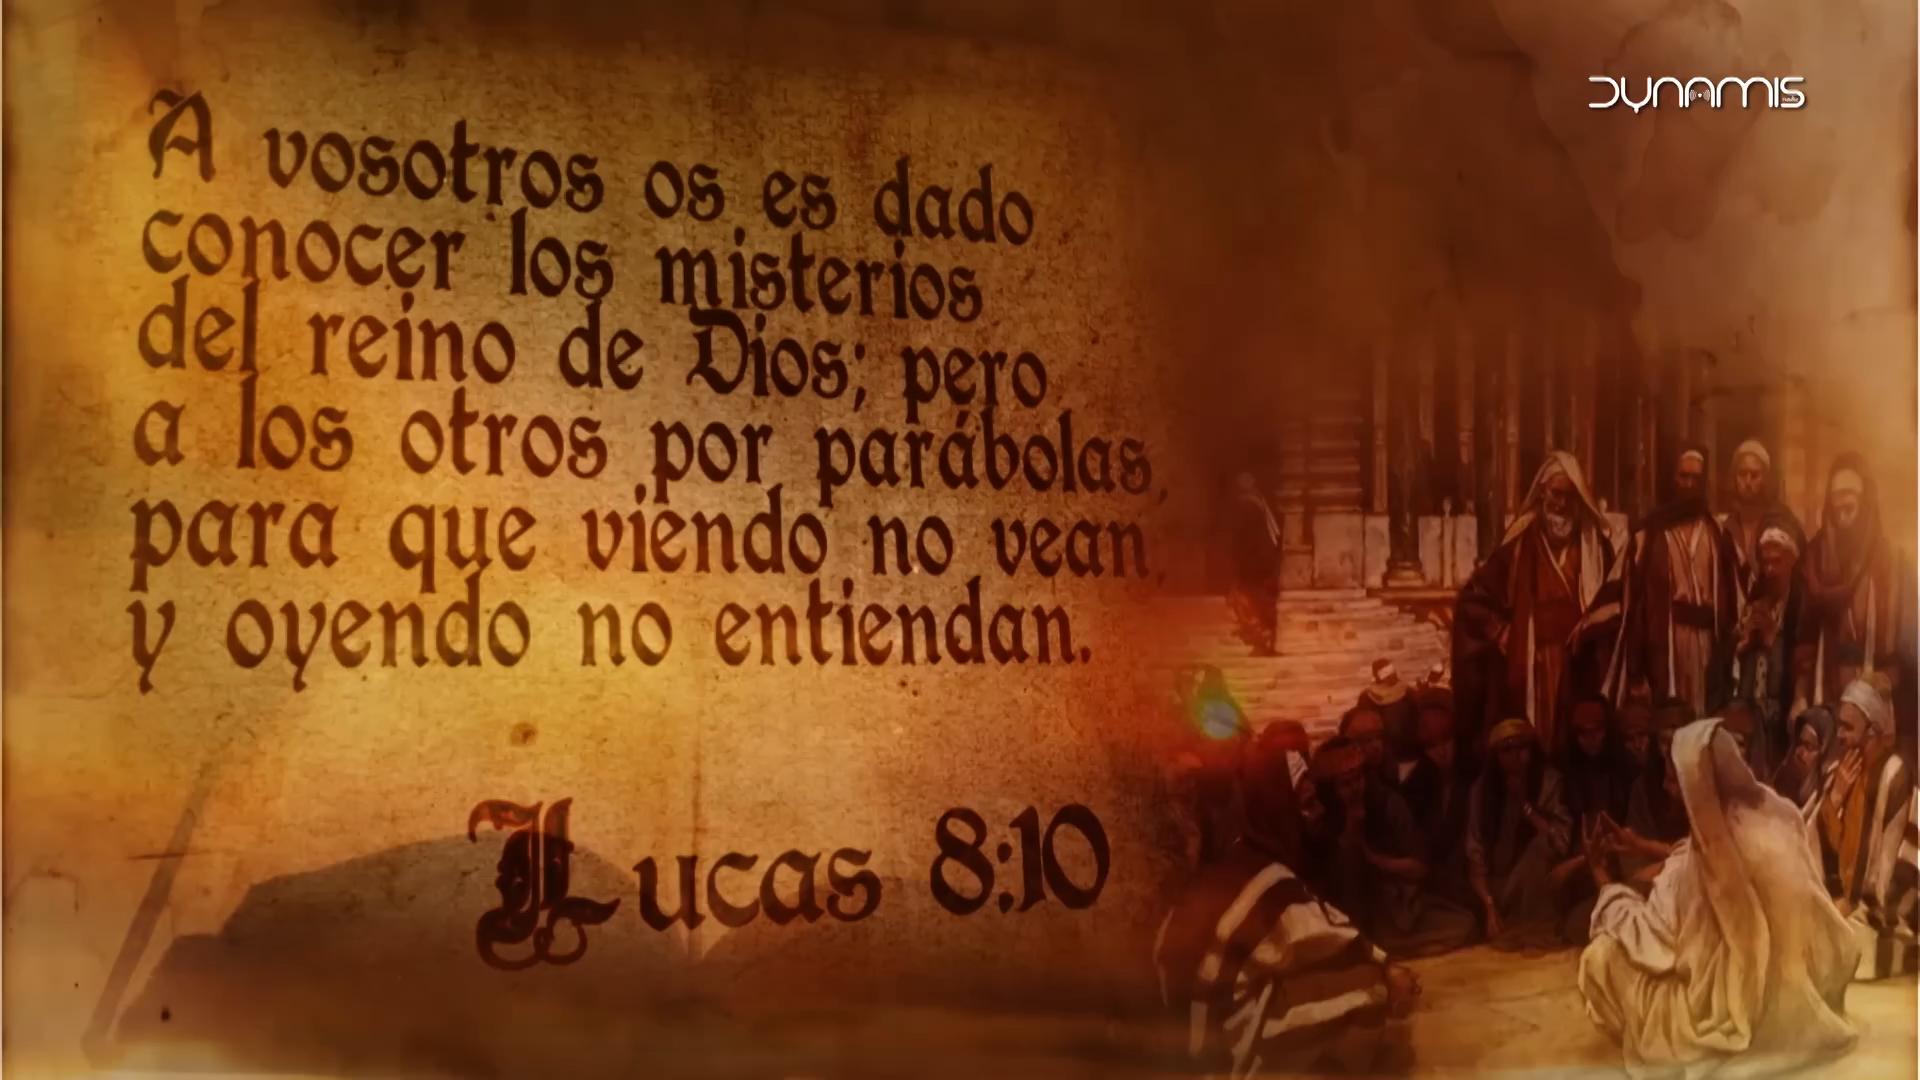 DYNAMIS
A vosotros os es dado
conocer los misterios
del reino de Dios; pero
a los otros por parábolas,
para que viendo no vean,
y oyendo no entiendan.
Lucas 8:10